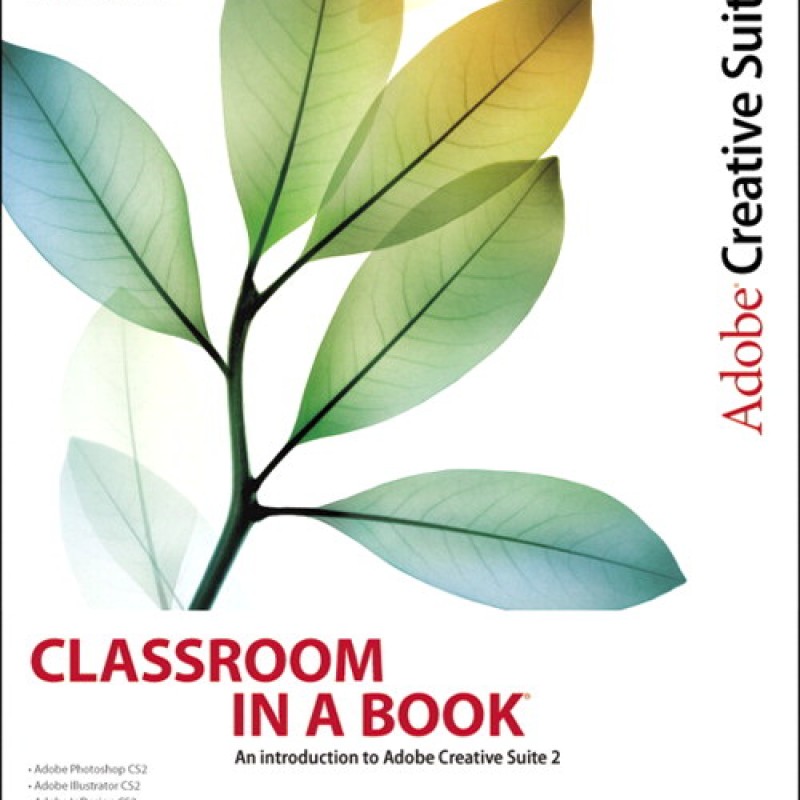 Adobe® Creative Suit
CLASSROOM
IN A BOOK®
An introduction to Adobe Creative Suite 2
• Adobe Photoshop CS2
• Adobe Illustrator CS2